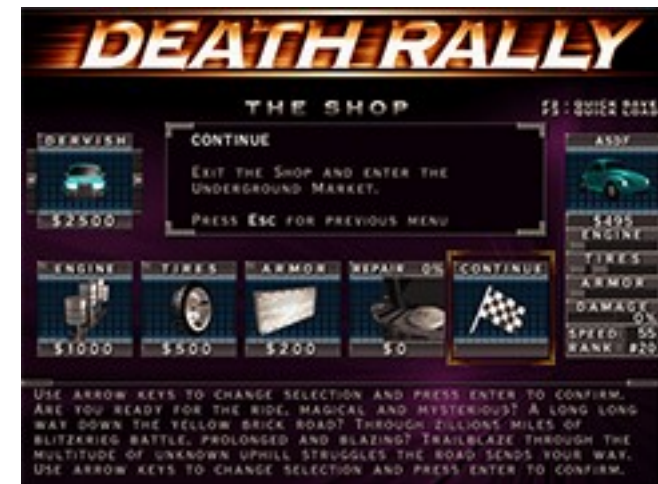 DEATH RALLY
THE SHOP
F2 : QUICK SAVE
F3 : QUICK LOAD
DERVISH
$2500
CONTINUE
EXIT THE SHOP AND ENTER THE
UNDERGROUND MARKET.
PRESS ESC FOR PREVIOUS MENU
ASDF
$495
ENGINE
TIRES
ARMOR
DAMAGE
0%
SPEED: 55
RANK: #20
ENGINE
$1000
TIRES
$500
ARMOR
$200
REPAIR 0%
$0
CONTINUE
USE ARROW KEYS TO CHANGE SELECTION AND PRESS ENTER TO CONFIRM.
ARE YOU READY FOR THE RIDE, MAGICAL AND MYSTERIOUS? A LONG LONG
WAY DOWN THE YELLOW BRICK ROAD? THROUGH ZILLIONS MILES OF
BLITZKRIEG BATTLE, PROLONGED AND BLAZING? TRAILBLAZE THROUGH THE
MULTITUDE OF UNKNOWN UPHILL STRUGGLES THE ROAD SENDS YOUR WAY.
USE ARROW KEYS TO CHANGE SELECTION AND PRESS ENTER TO CONFIRM.